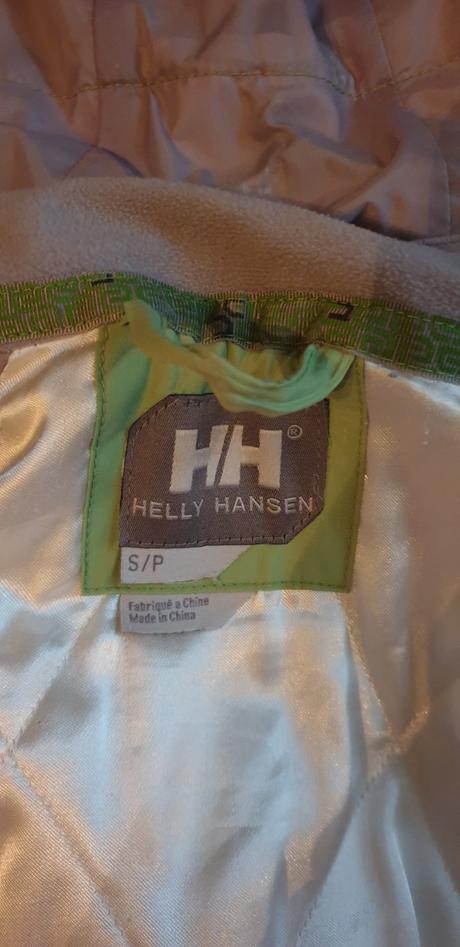 HH®
HELLY HANSEN
S/P
Fabriqué a Chine
Made in China